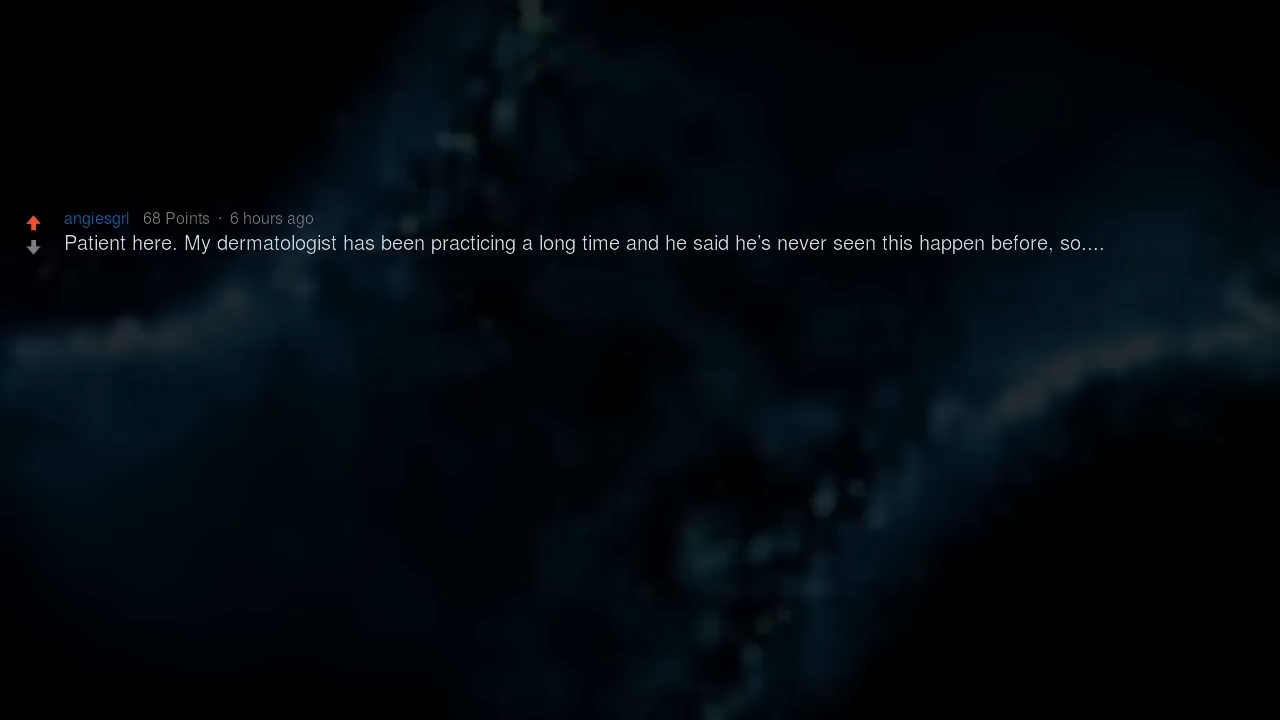 angiesgrl 68 Points · 6 hours ago
Patient here. My dermatologist has been practicing a long time and he said he's never seen this happen before, so....